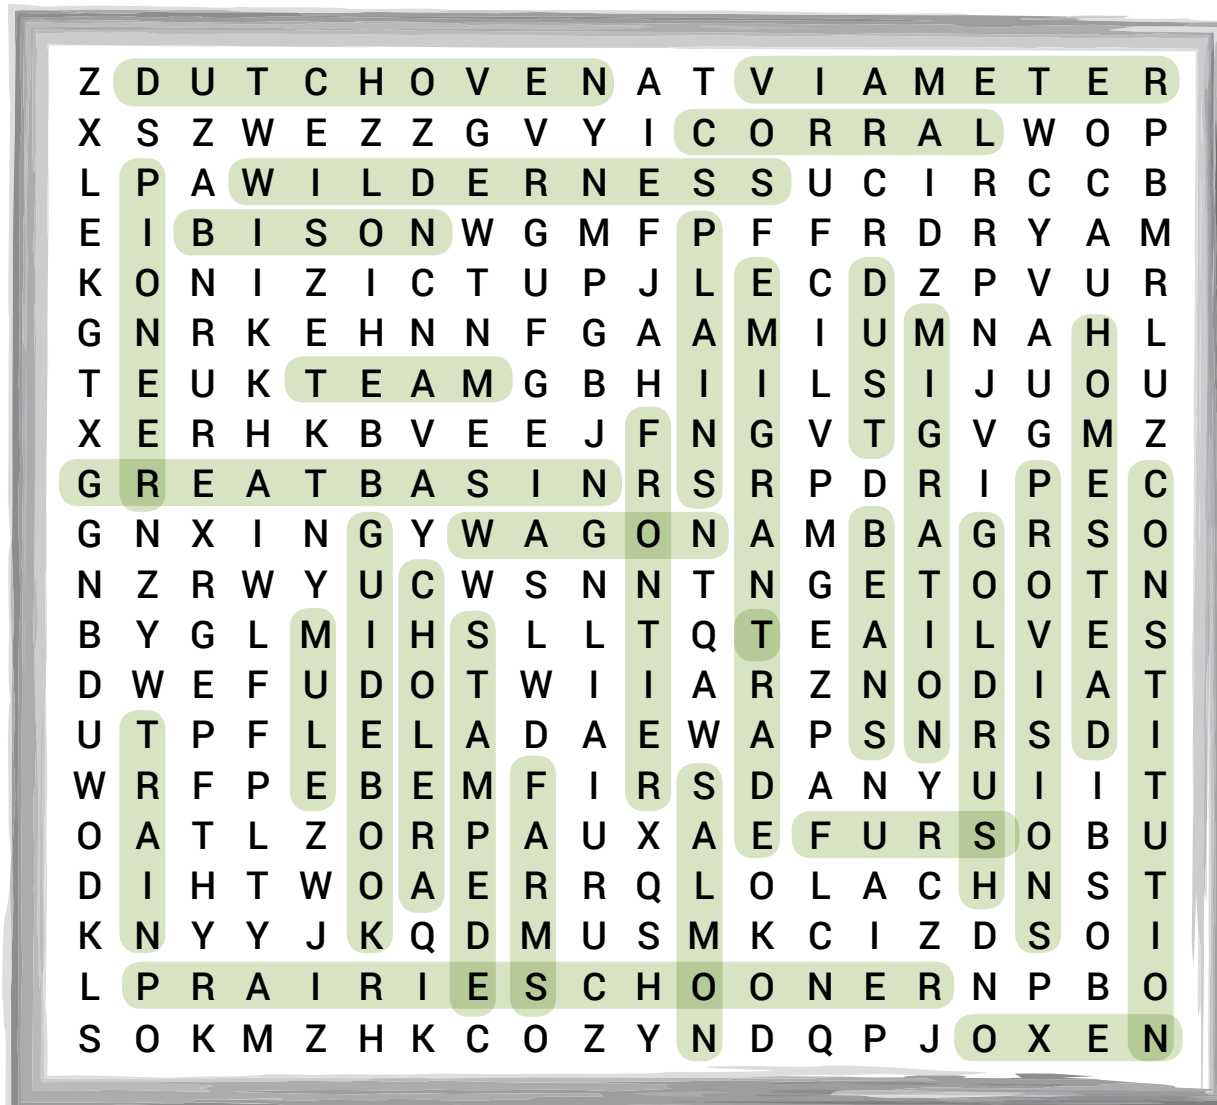 Z D U T C H O V E N A T V I A M E T E R
X S Z W E Z Z G V Y I C O R R A L W O P
L P A W I L D E R N E S S U C I R C C B
E I B I S O N W G M F P F F R D R Y A M
K O N I Z I C T U P J L E C D Z P V U R
G N R K E H N N F G A A M I U M N A H L
T E U K T E A M G B H I I L S I J U O U
X E R H K B V E E J F N G V T G V G M Z
G R E A T B A S I N R S R P D R I P E C
G N X I N G Y W A G O N A M B A G R S O
N Z R W Y U C W S N N T N G E T O O T N
B Y G L M I H S L L T Q T E A I L V E S
D W E F U D O T W I I A R Z N O D I A T
U T P F L E L A D A E W A P S N R S D I
W R F P E B E M F I R S D A N Y U I I T
O A T L Z O R P A U X A E F U R S O B U
D I H T W O A E R R Q L O L A C H N S T
K N Y Y J K Q D M U S M K C I Z D S O I
L P R A I R I E S C H O O N E R N P B O
S O K M Z H K C O Z Y N D Q P J O X E N